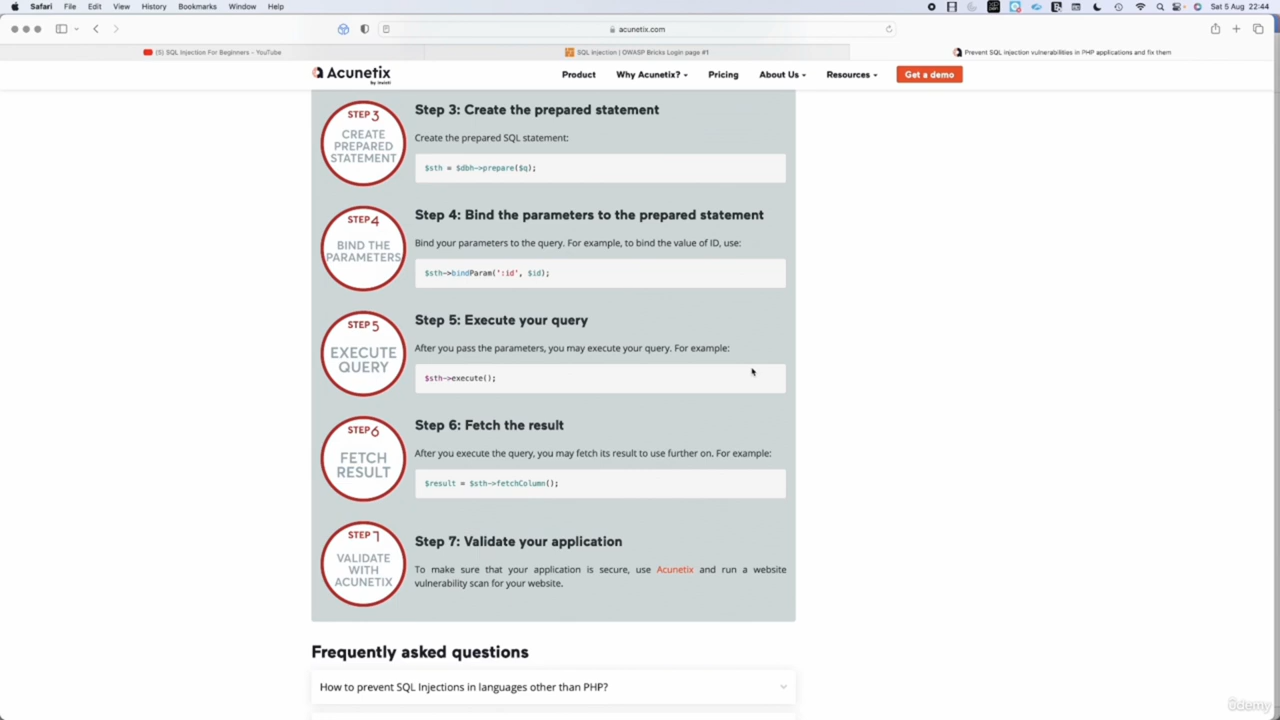 Safari File Edit View History Bookmarks Window Help Sat 5 Aug 22:44
acunetix.com
(5) SQL Injection For Beginners - YouTube
SQL Injection | OWASP Bricks Login page #1
Prevent SQL injection vulnerabilities in PHP applications and fix them
Acunetix
by Invicti
Product Why Acunetix? Pricing About Us Resources Get a demo
STEP 3
CREATE
PREPARED
STATEMENT
Step 3: Create the prepared statement
Create the prepared SQL statement:
$sth = $dbh->prepare($q);
STEP 4
BIND THE
PARAMETERS
Step 4: Bind the parameters to the prepared statement
Bind your parameters to the query. For example, to bind the value of ID, use:
$sth->bindParam(':id', $id);
STEP 5
EXECUTE
QUERY
Step 5: Execute your query
After you pass the parameters, you may execute your query. For example:
$sth->execute();
STEP 6
FETCH
RESULT
Step 6: Fetch the result
After you execute the query, you may fetch its result to use further on. For example:
$result = $sth->fetchColumn();
STEP 7
VALIDATE
WITH
ACUNETIX
Step 7: Validate your application
To make sure that your application is secure, use Acunetix and run a website
vulnerability scan for your website.
Frequently asked questions
How to prevent SQL Injections in languages other than PHP?
ûdemy